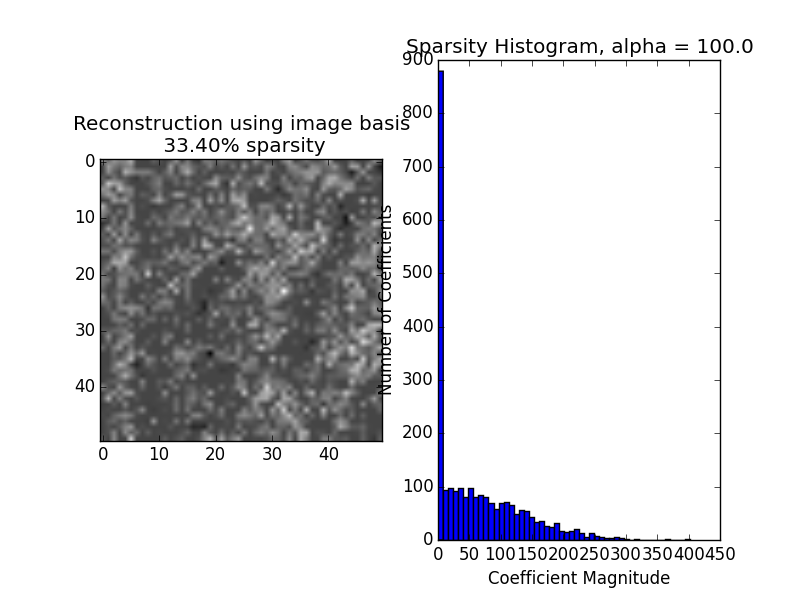 Reconstruction using image basis
33.40% sparsity
0
10
20
30
40
0 10 20 30 40
Sparsity Histogram, alpha = 100.0
Number of Coefficients
900
800
700
600
500
400
300
200
100
0
0 50 100 150 200 250 300 350 400 450
Coefficient Magnitude